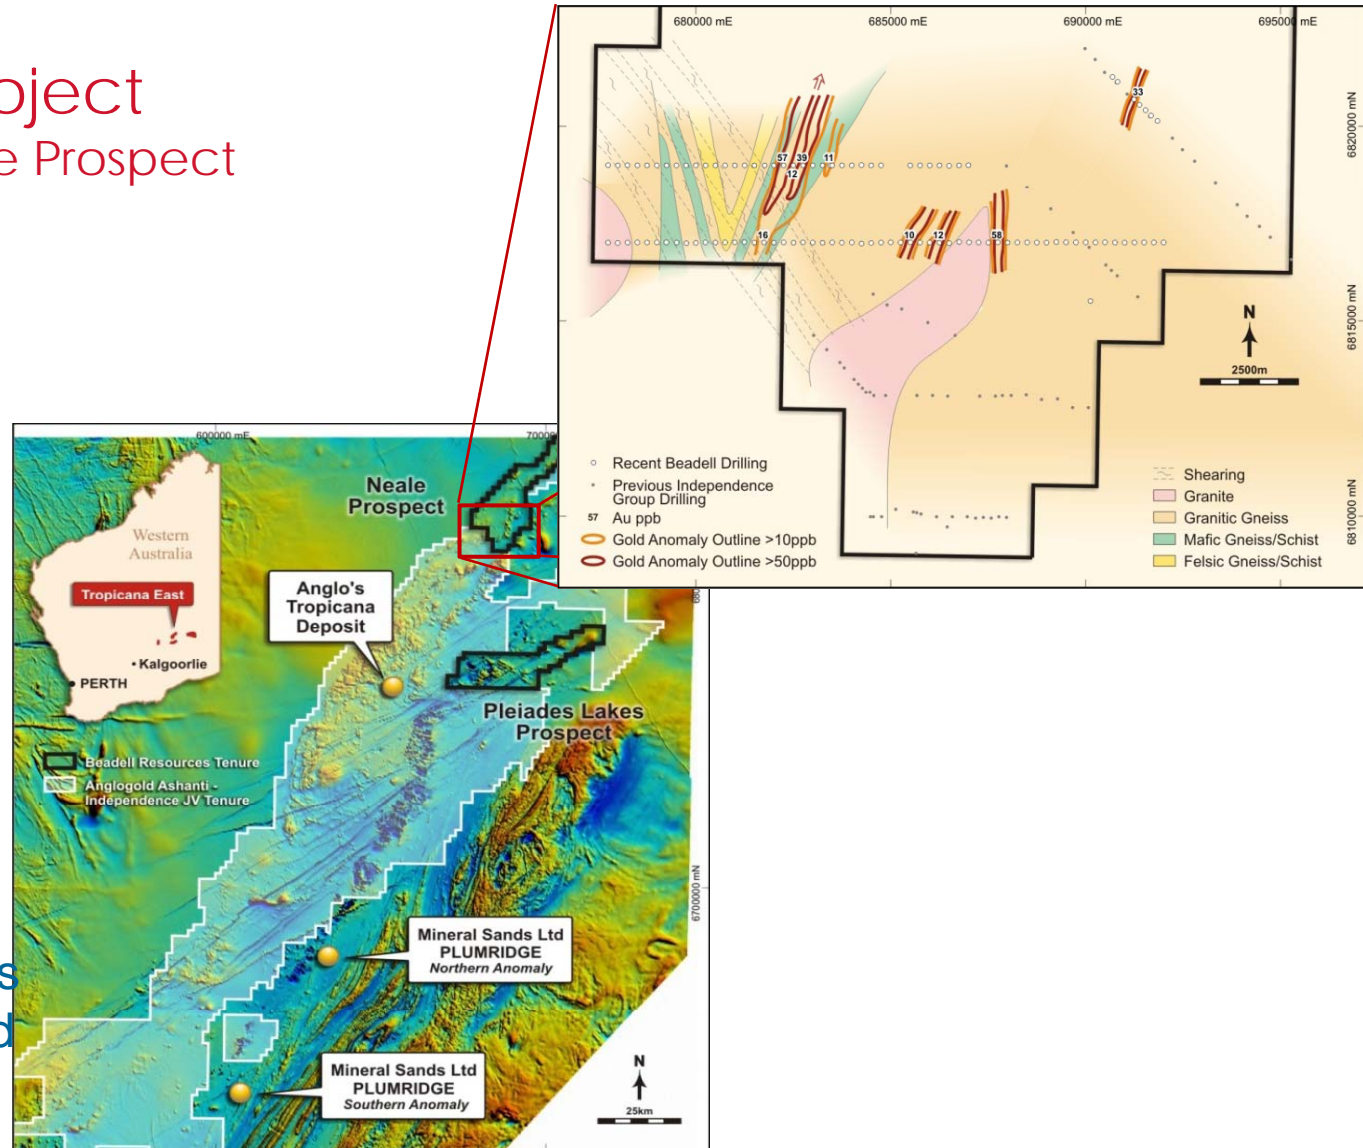 oject
e Prospect
680000 mE
685000 mE
690000 mE
695000 mE
33
6820000 mN
57
39
11
12
16
10
12
58
6815000 mN
N
2500m
Recent Beadell Drilling
Previous Independence
Group Drilling
57 Au ppb
Gold Anomaly Outline >10ppb
Gold Anomaly Outline >50ppb
Shearing
Granite
Granitic Gneiss
Mafic Gneiss/Schist
Felsic Gneiss/Schist
6810000 mN
600000 mE
70000
Neale
Prospect
Western
Australia
Tropicana East
Kalgoorlie
PERTH
Anglo's
Tropicana
Deposit
680
Pleiades Lakes
Prospect
Beadell Resources Tenure
Anglogold Ashanti -
Independence JV Tenure
6700000 mN
Mineral Sands Ltd
PLUMRIDGE
Northern Anomaly
s
d
Mineral Sands Ltd
PLUMRIDGE
Southern Anomaly
N
25km